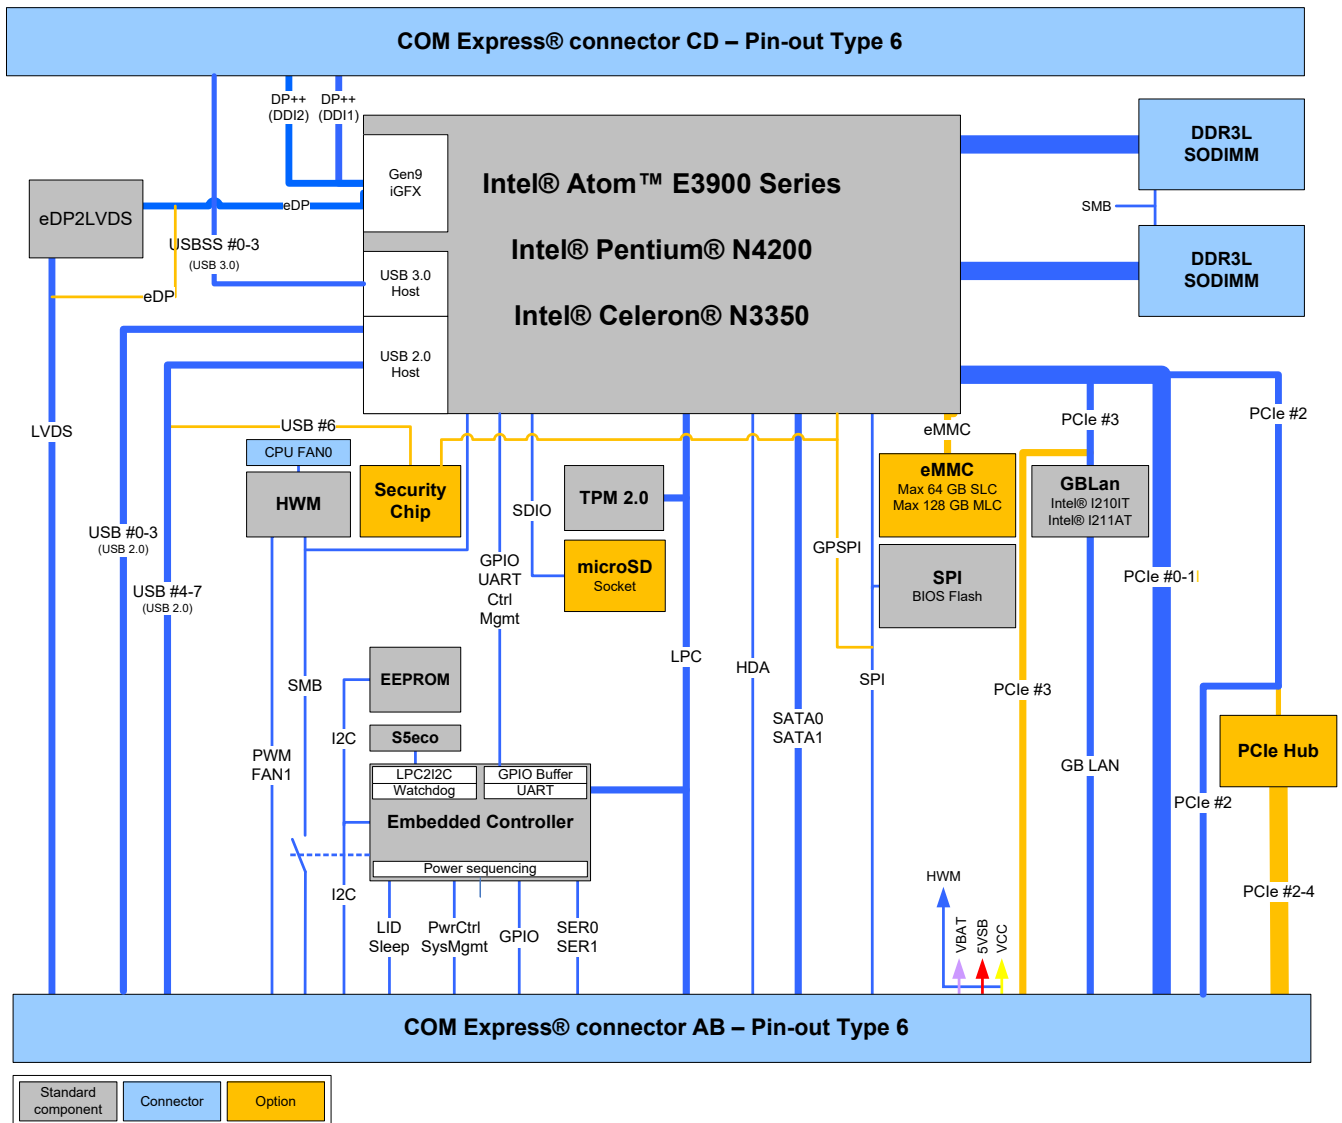 COM Express® connector CD – Pin-out Type 6
DP++
(DDI2)
DP++
(DDI1)
Gen9
iGFX
Intel® Atom™ E3900 Series
Intel® Pentium® N4200
Intel® Celeron® N3350
DDR3L
SODIMM
SMB
DDR3L
SODIMM
eDP2LVDS
eDP
USBSS #0-3
(USB 3.0)
eDP
USB 3.0
Host
USB 2.0
Host
LVDS
USB #6
CPU FAN0
HWM
Security
Chip
SDIO
TPM 2.0
microSD
Socket
eMMC
eMMC
Max 64 GB SLC
Max 128 GB MLC
PCIe #3
PCIe #2
GBLan
Intel® I210IT
Intel® I211AT
USB #0-3
(USB 2.0)
USB #4-7
(USB 2.0)
GPIO
UART
Ctrl
Mgmt
GPSPI
SPI
BIOS Flash
PCIe #0-1
LPC
HDA
SPI
SMB
EEPROM
PCIe #3
I2C
S5eco
SATA0
SATA1
PWM
FAN1
LPC2I2C
Watchdog
GPIO Buffer
UART
Embedded Controller
Power sequencing
GB LAN
PCIe Hub
PCIe #2
I2C
LID
Sleep
PwrCtrl
SysMgmt
GPIO
SER0
SER1
HWM
VBAT
5VSB
VCC
PCIe #2-4
COM Express® connector AB – Pin-out Type 6
Standard
component
Connector
Option